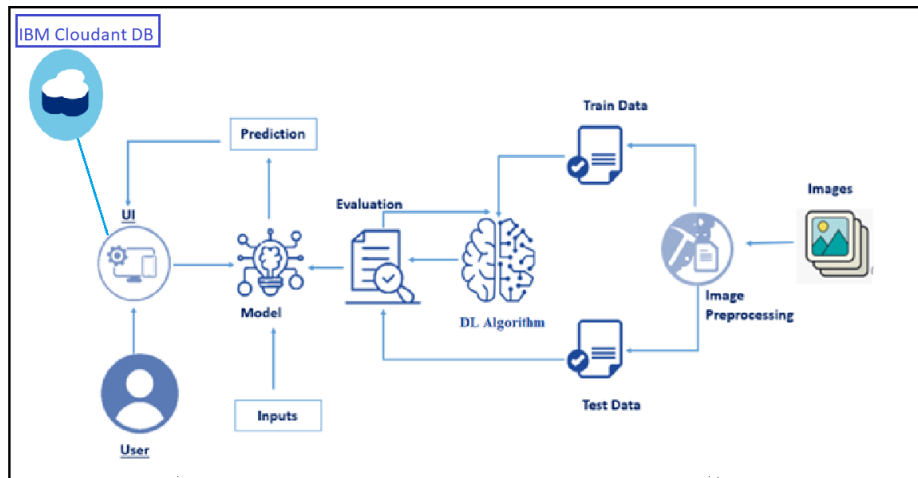 IBM Cloudant DB
Train Data
Prediction
Images
Evaluation
UI
Model
DL Algorithm
Image
Preprocessing
Inputs
Test Data
User